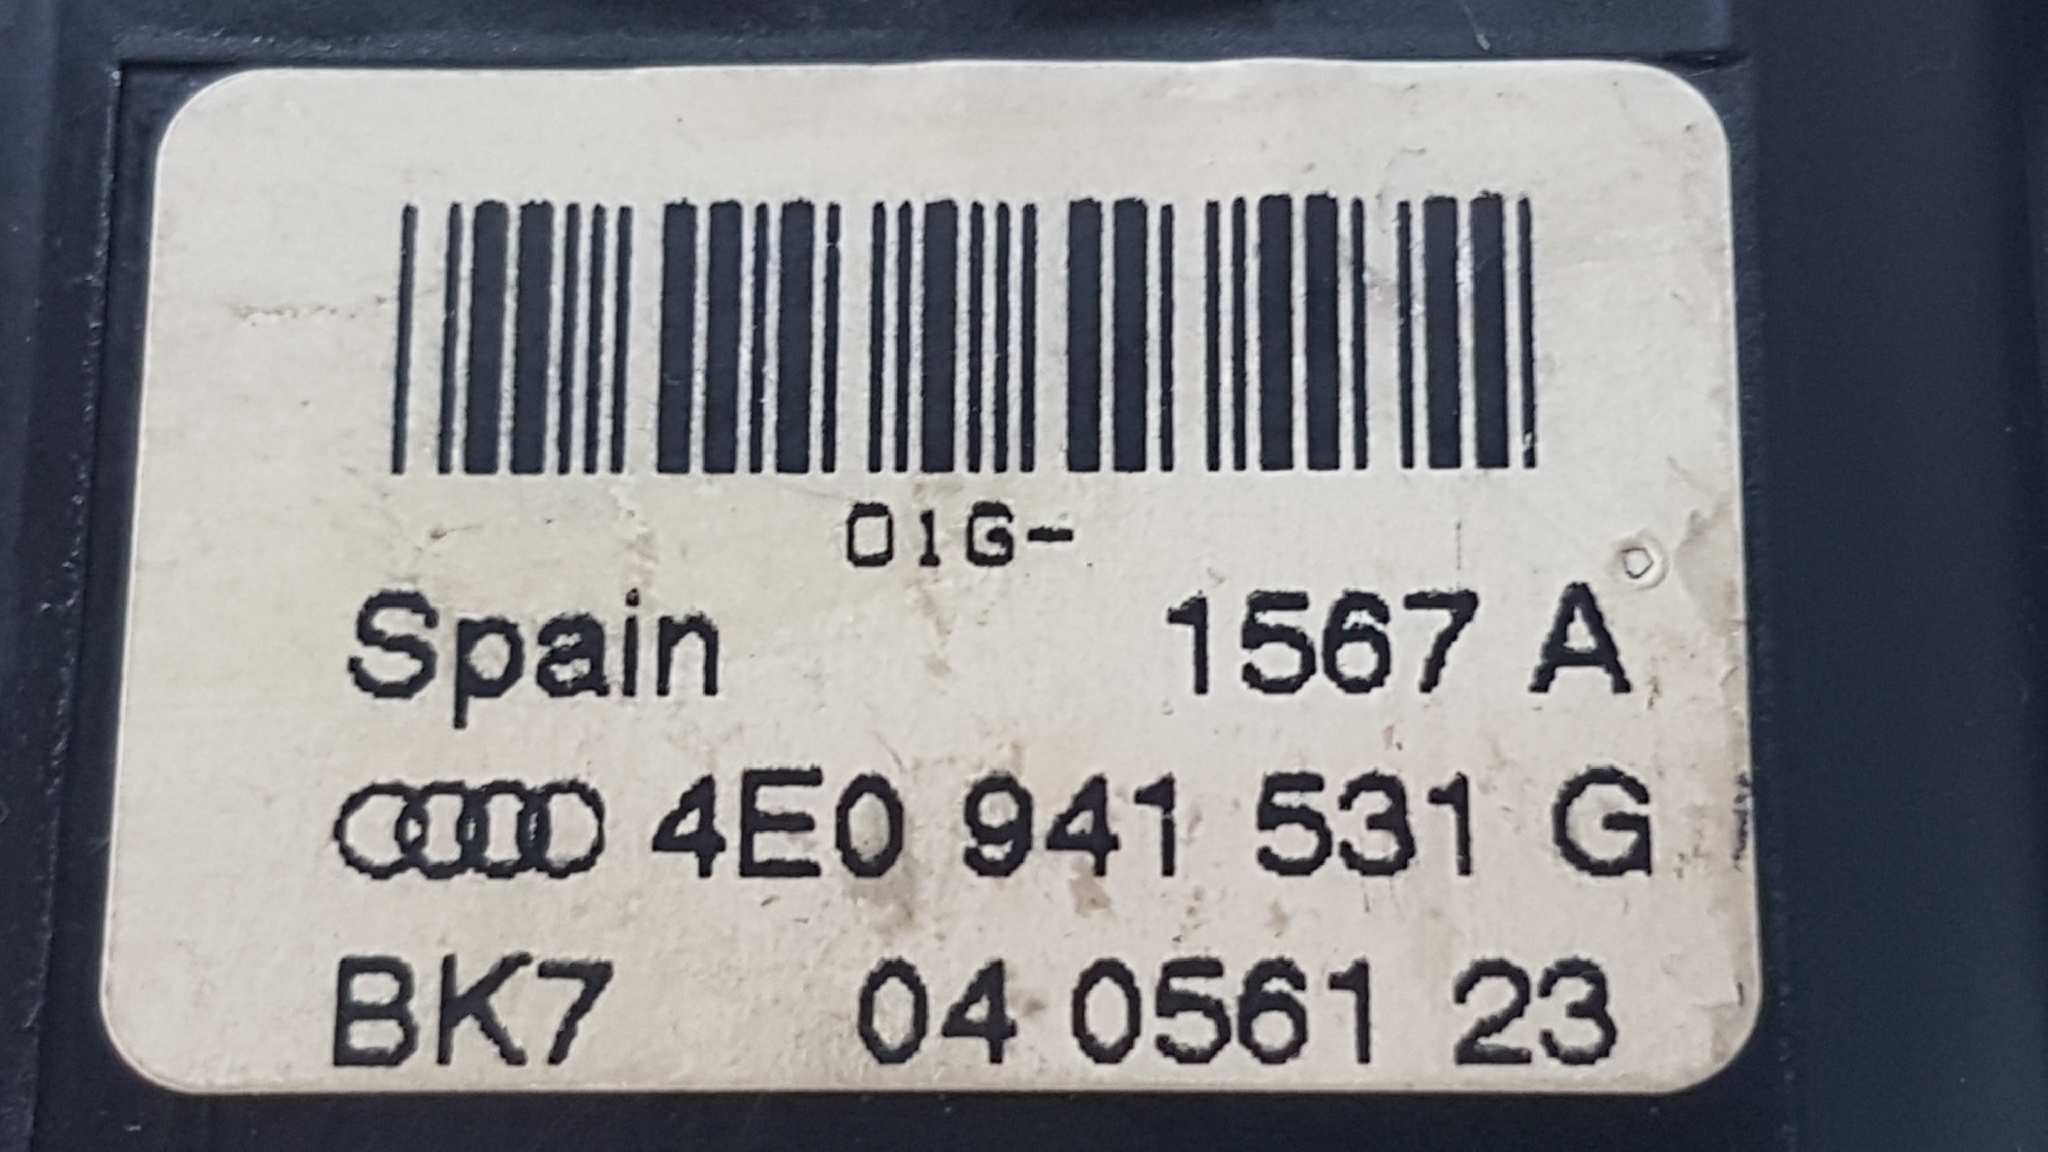 01G-
Spain 1567 A
4E0 941 531 G
BK7 04 0561 23